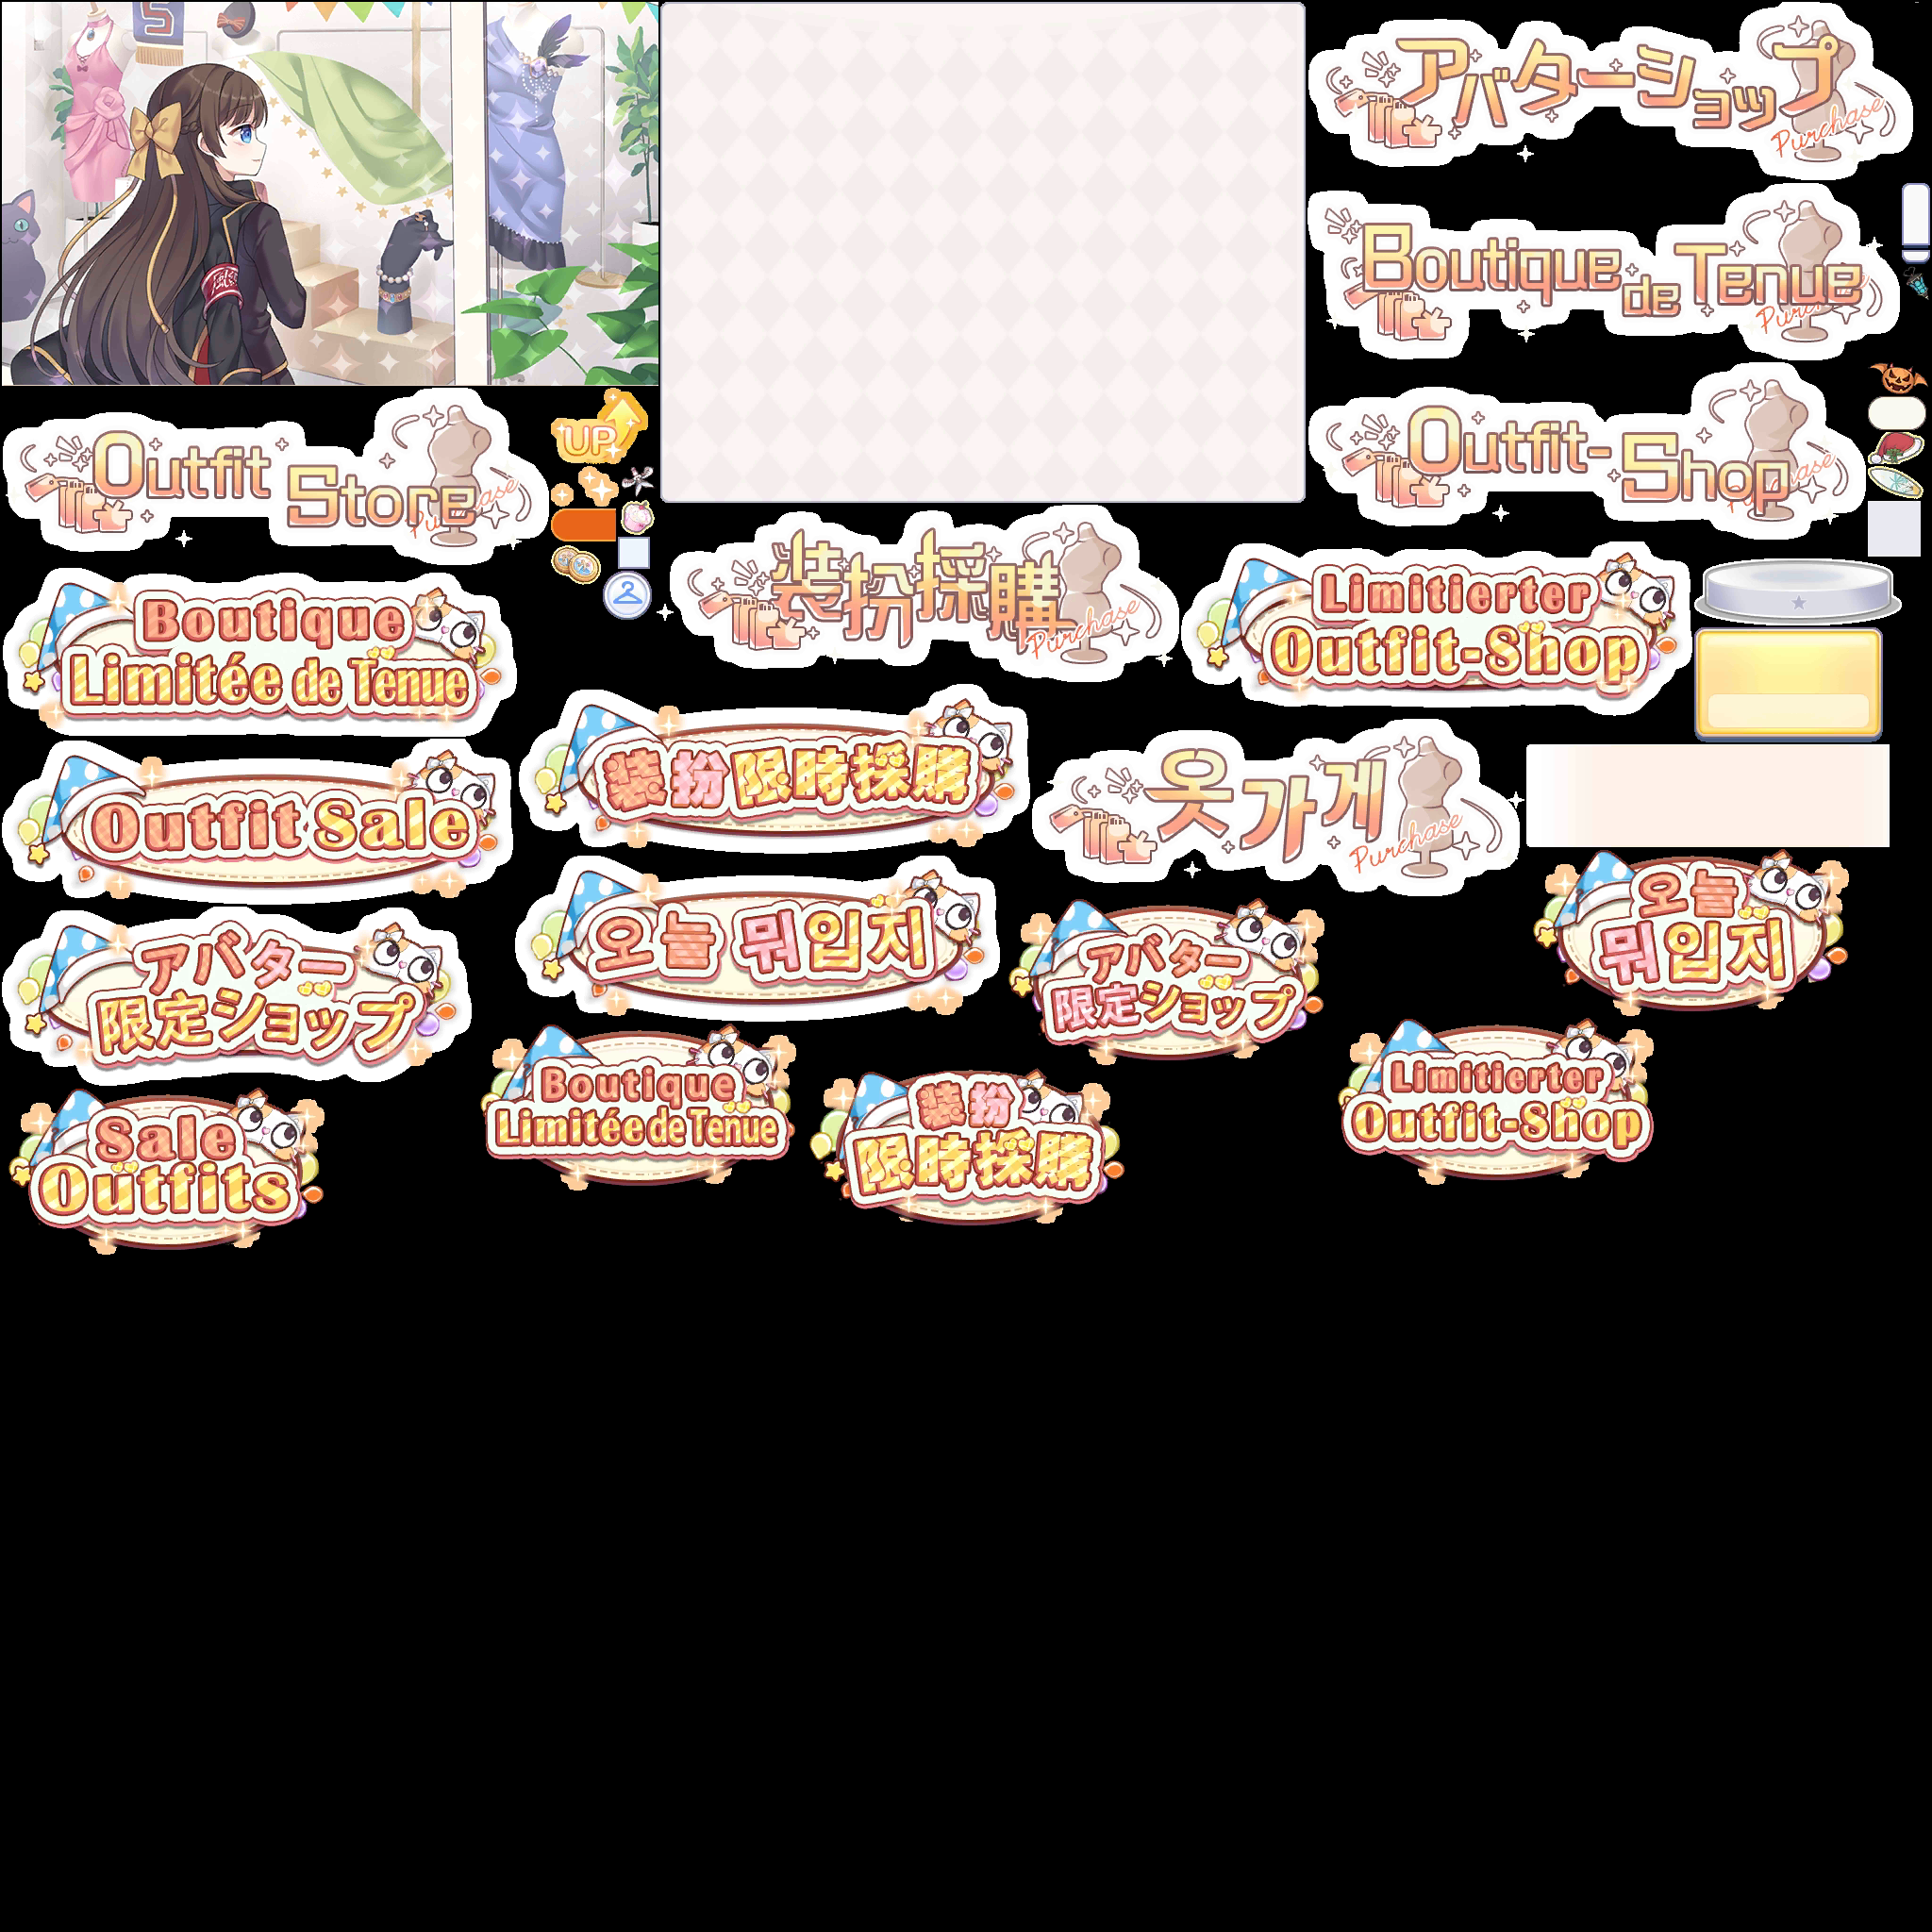 S
アバターショップ
Purchase
Boutique
de Tenue
Outfit
Store
UP
Outfit-
Shop
装扮採購
Purchase
Boutique
Limitée de Tenue
Limitierter
Outfit-Shop
装扮限時採購
옷가게
Purchase
Outfit Sale
오늘 뭐입지
오늘
뭐입지
アバター
限定ショップ
アバター
限定ショップ
Boutique
Limitée de Tenue
装扮
限時採購
Limitierter
Outfit-Shop
Sale
Outfits